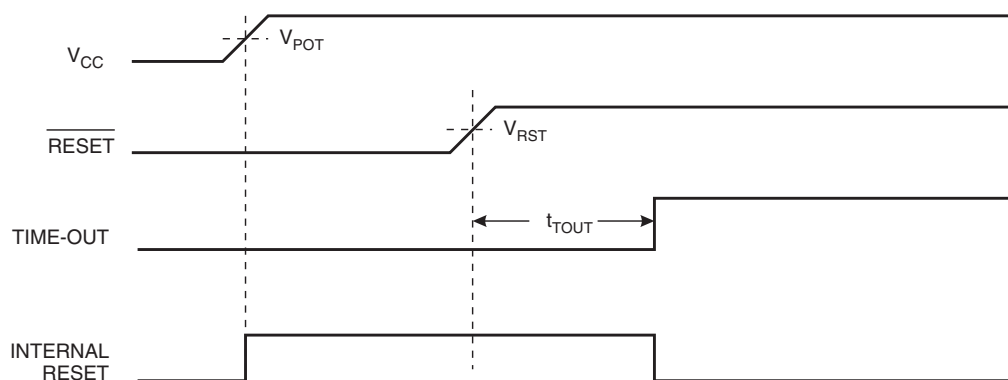 V_POT
V_CC
RESET
V_RST
t_TOUT
TIME-OUT
INTERNAL
RESET